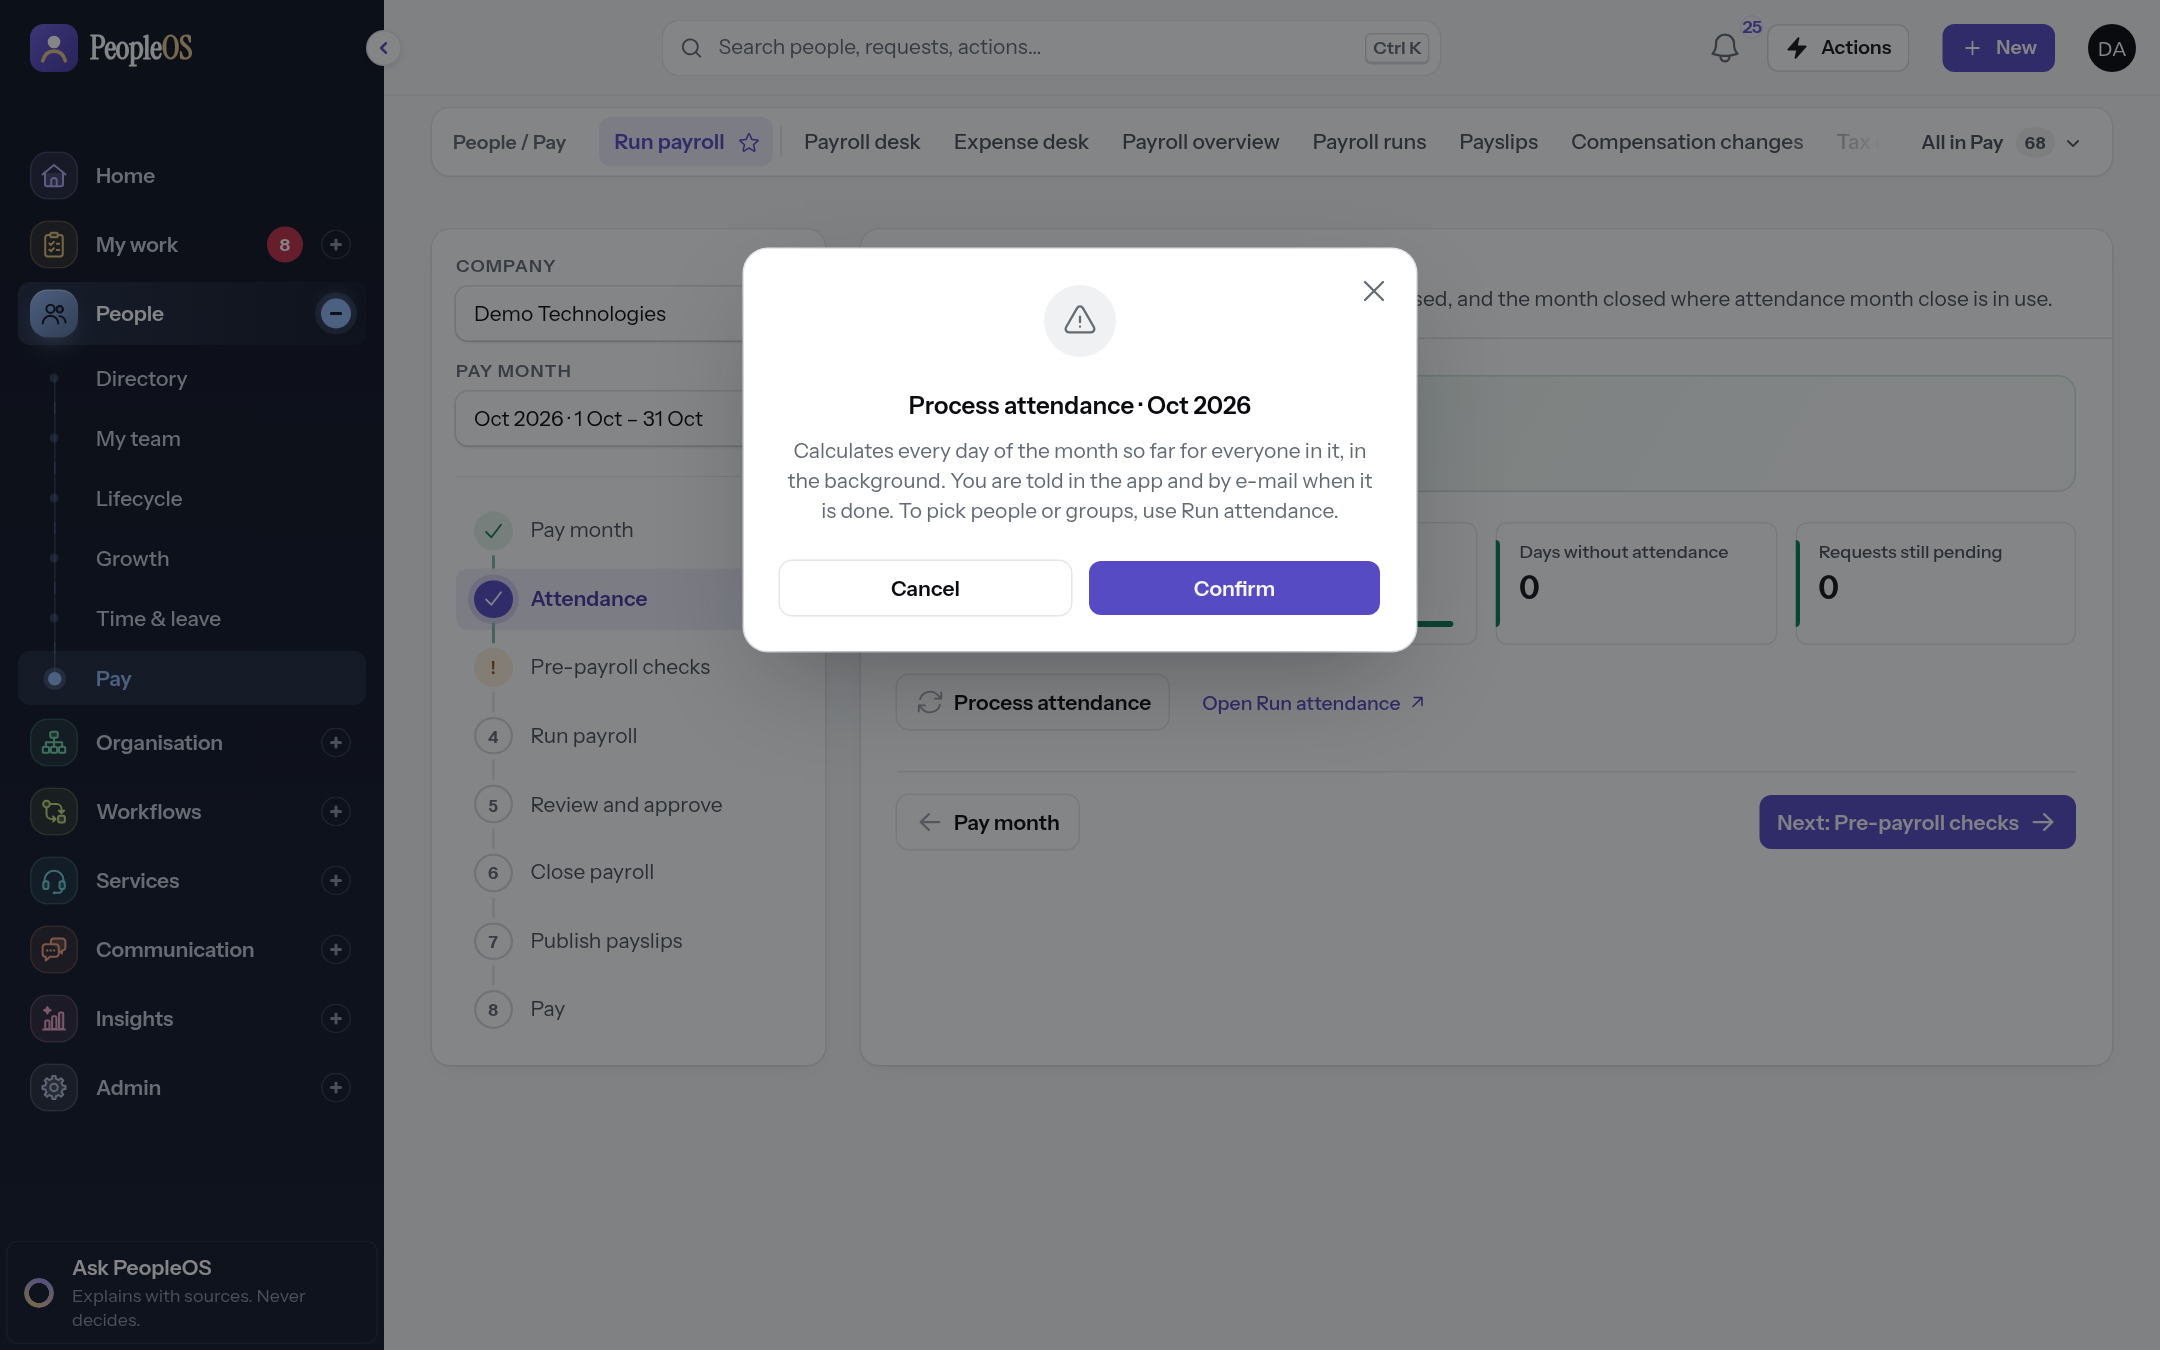 PeopleOS
Search people, requests, actions...
Ctrl K
25
Actions
New
DA
Home
My work
8
People
Directory
My team
Lifecycle
Growth
Time & leave
Pay
Organisation
Workflows
Services
Communication
Insights
Admin
Ask PeopleOS
Explains with sources. Never
decides.
People / Pay
Run payroll
Payroll desk
Expense desk
Payroll overview
Payroll runs
Payslips
Compensation changes
Tax
All in Pay
68
COMPANY
Demo Technologies
PAY MONTH
Oct 2026 · 1 Oct – 31 Oct
Pay month
Attendance
! Pre-payroll checks
4 Run payroll
5 Review and approve
6 Close payroll
7 Publish payslips
8 Pay
sed, and the month closed where attendance month close is in use.
Days without attendance
0
Requests still pending
0
Process attendance
Open Run attendance
Pay month
Next: Pre-payroll checks
Process attendance · Oct 2026
Calculates every day of the month so far for everyone in it, in
the background. You are told in the app and by e-mail when it
is done. To pick people or groups, use Run attendance.
Cancel
Confirm